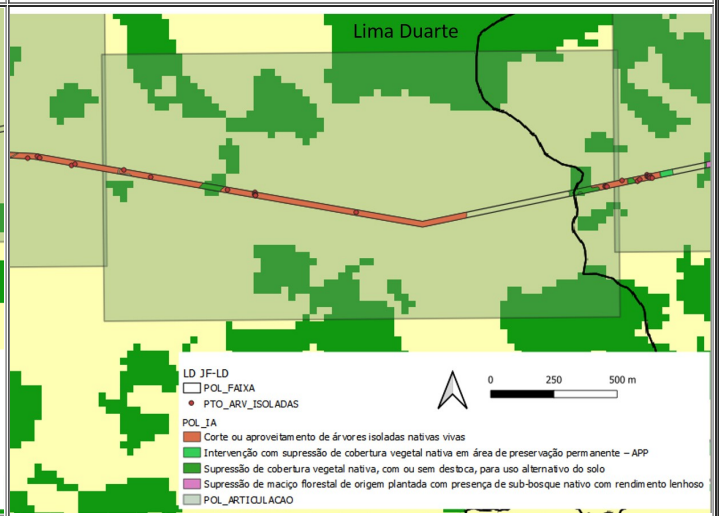 Lima Duarte
LD JF-LD
POL_FAIXA
PTO_ARV_ISOLADAS
POL_IA
Corte ou aproveitamento de árvores isoladas nativas vivas
Intervenção com supressão de cobertura vegetal nativa em área de preservação permanente – APP
Supressão de cobertura vegetal nativa, com ou sem destoca, para uso alternativo do solo
Supressão de maciço florestal de origem plantada com presença de sub-bosque nativo com rendimento lenhoso
POL_ARTICULACAO
0 250 500 m